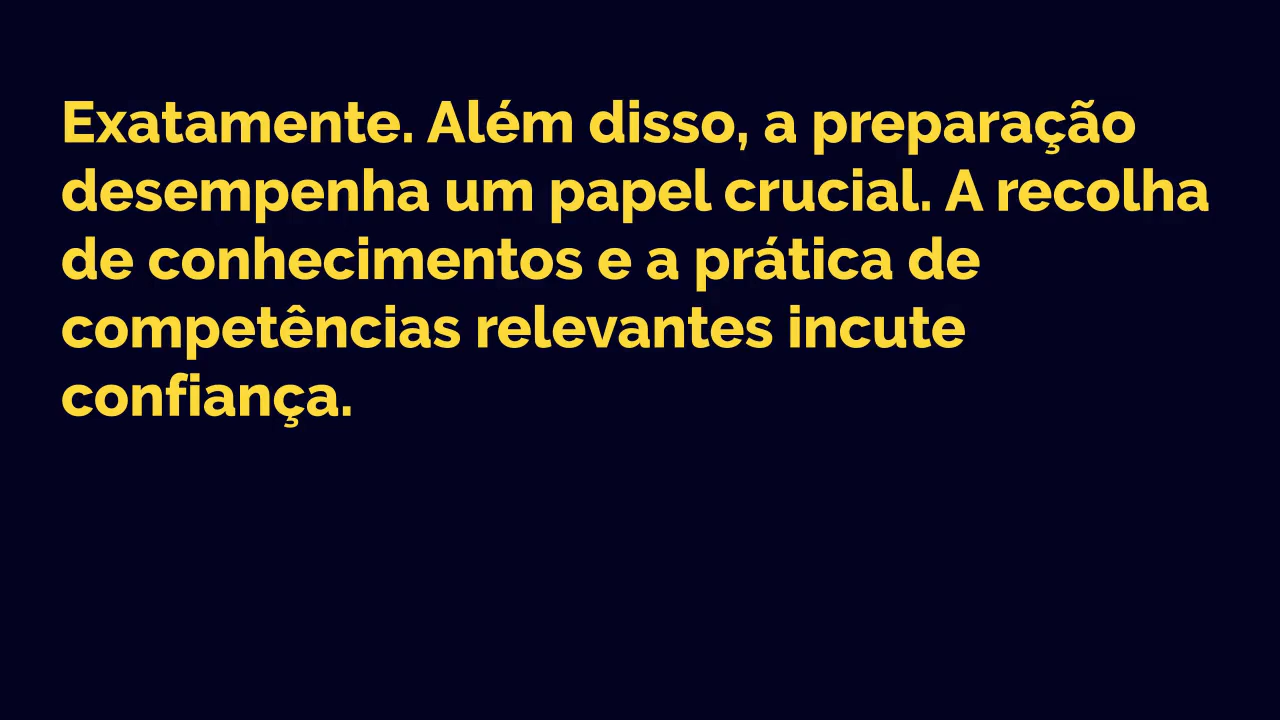 Exatamente. Além disso, a preparação
desempenha um papel crucial. A recolha
de conhecimentos e a prática de
competências relevantes incute
confiança.